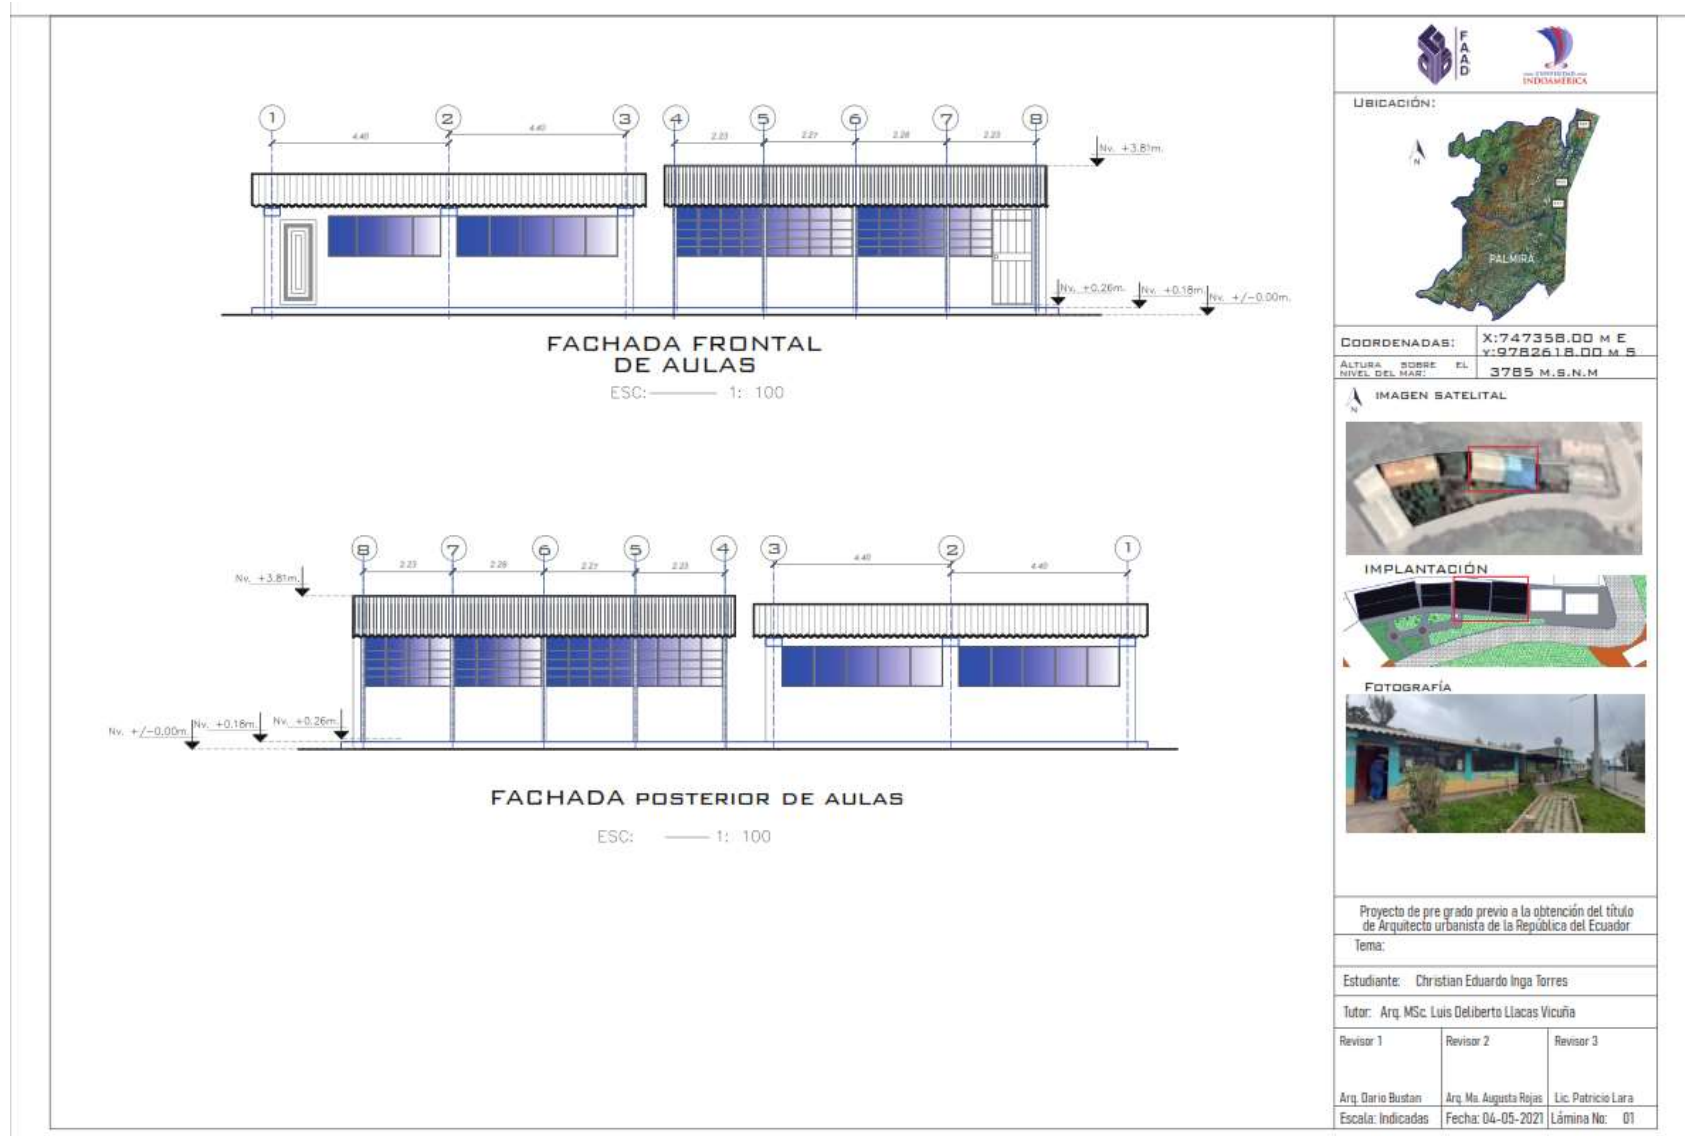 1
2
3
4
5
6
7
8
4.40
4.40
2.23
2.27
2.28
2.23
Nv. +3.81m.
Nv. +0.26m.
Nv. +0.18m.
Nv. +/-0.00m.
FACHADA FRONTAL
DE AULAS
ESC: 1: 100
8
7
6
5
4
3
2
1
2.23
2.28
2.27
2.23
4.40
4.40
Nv. +3.81m.
Nv. +/-0.00m.
Nv. +0.18m.
Nv. +0.26m.
FACHADA POSTERIOR DE AULAS
ESC: 1: 100
FAAD
UNIVERSIDAD
INDOAMÉRICA
UBICACIÓN:
N
PALMIRA
COORDENADAS:
X:747358.00 M E
Y:9782618.00 M S
ALTURA SOBRE EL
NIVEL DEL MAR:
3785 M.S.N.M
N
IMAGEN SATELITAL
IMPLANTACIÓN
FOTOGRAFÍA
Proyecto de pre grado previo a la obtención del título
de Arquitecto urbanista de la República del Ecuador
Tema:
Estudiante: Christian Eduardo Inga Torres
Tutor: Arq. MSc. Luis Deliberto Llacas Vicuña
Revisor 1
Revisor 2
Revisor 3
Arq. Dario Bustan
Arq. Ma. Augusta Rojas
Lic. Patricio Lara
Escala: Indicadas
Fecha: 04-05-2021
Lámina No: 01